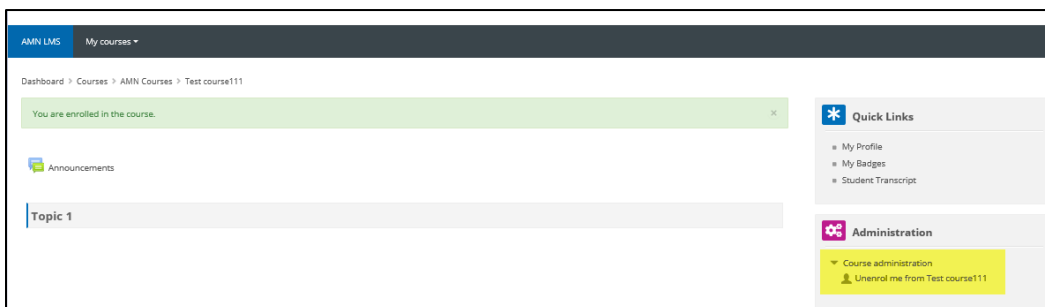 AMN LMS My courses
Dashboard > Courses > AMN Courses > Test course111
You are enrolled in the course. ×
Announcements
Topic 1
Quick Links
My Profile
My Badges
Student Transcript
Administration
Course administration
Unenrol me from Test course111